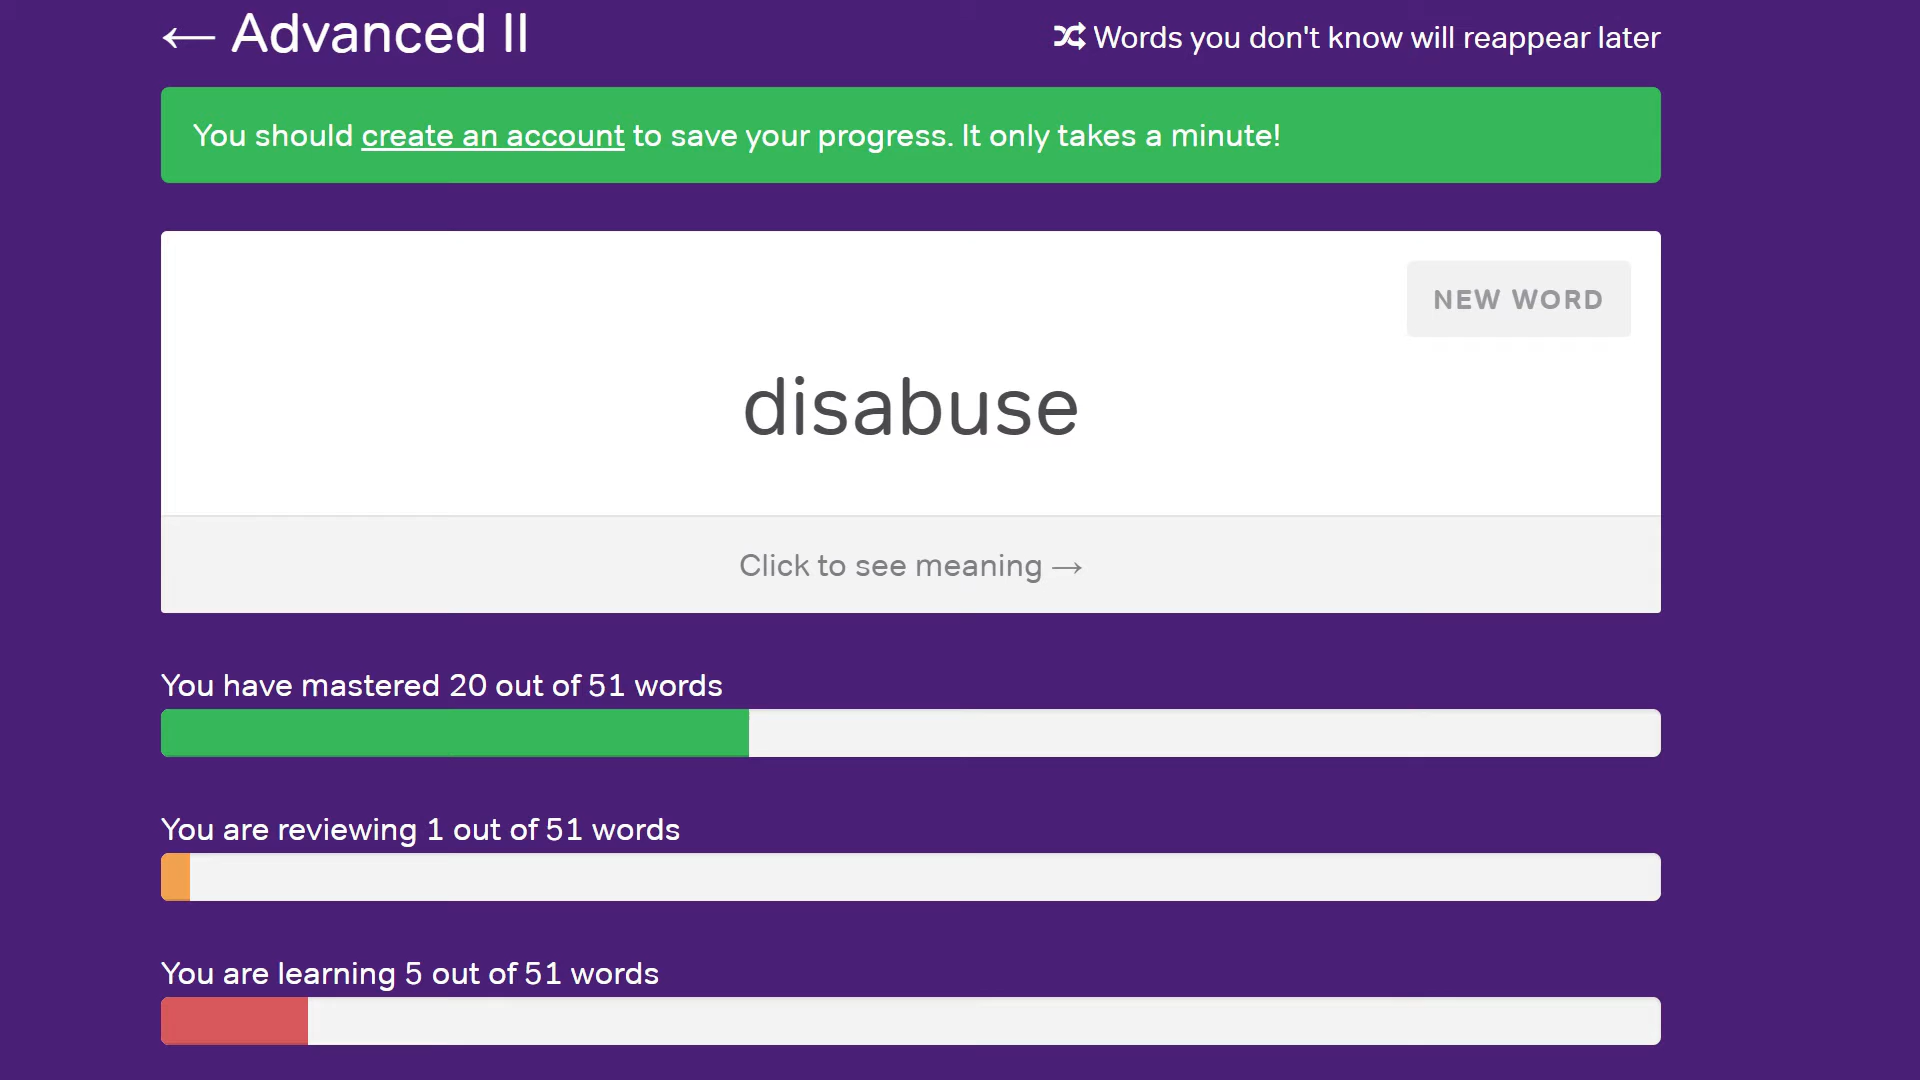 ← Advanced II
Words you don't know will reappear later
You should create an account to save your progress. It only takes a minute!
NEW WORD
disabuse
Click to see meaning →
You have mastered 20 out of 51 words
You are reviewing 1 out of 51 words
You are learning 5 out of 51 words